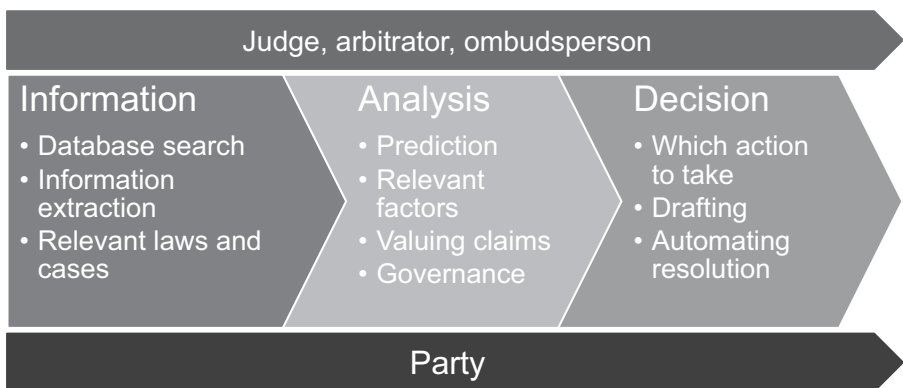 Judge, arbitrator, ombudsperson
Information
• Database search
• Information
extraction
• Relevant laws and
cases
Analysis
• Prediction
• Relevant
factors
• Valuing claims
• Governance
Decision
• Which action
to take
• Drafting
• Automating
resolution
Party